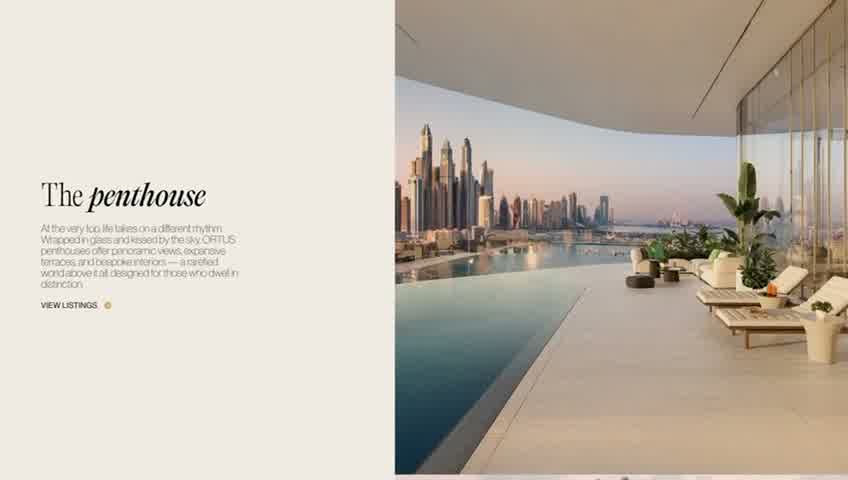 The penthouse
At the very top, life takes on a different rhythm.
Wrapped in glass and kissed by the sky, ORTUS
penthouses offer panoramic views, expansive
terraces, and bespoke interiors — a rarefied
world above it all, designed for those who dwell in
distinction.
VIEW LISTINGS